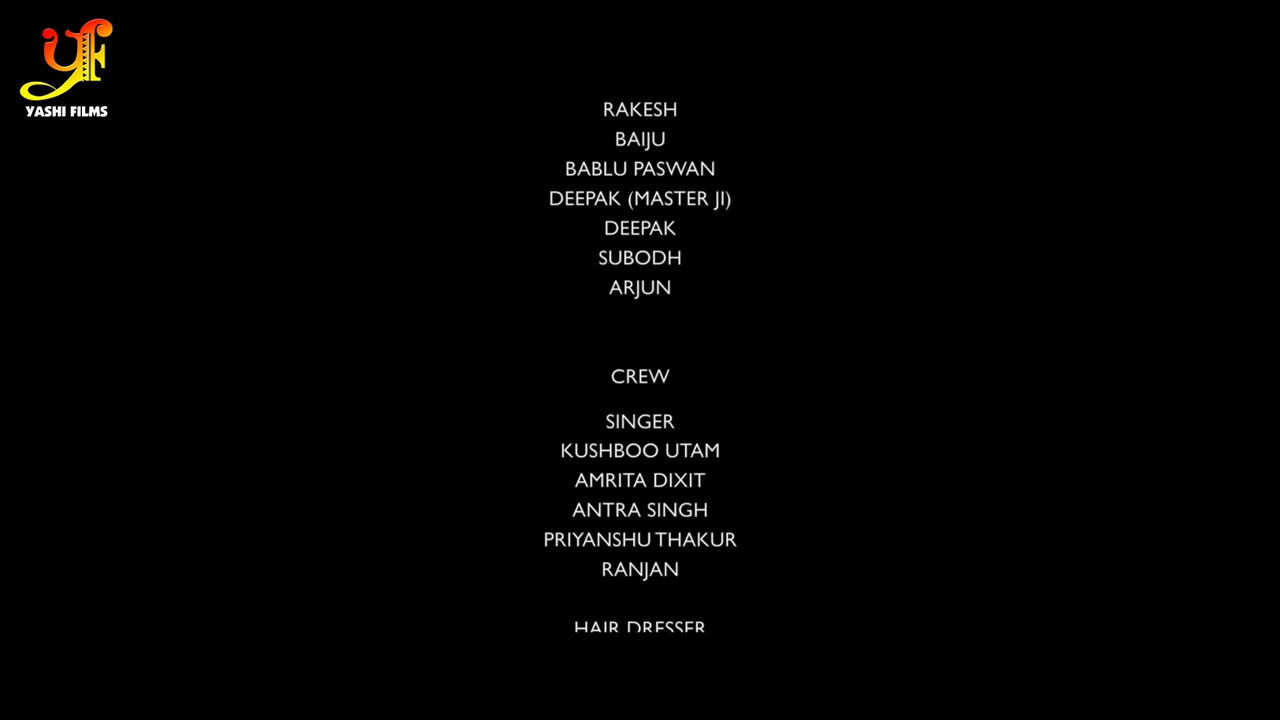 YASHI FILMS
RAKESH
BAIJU
BABLU PASWAN
DEEPAK (MASTER JI)
DEEPAK
SUBODH
ARJUN
CREW
SINGER
KUSHBOO UTAM
AMRITA DIXIT
ANTRA SINGH
PRIYANSHU THAKUR
RANJAN
HAIR DRESSER